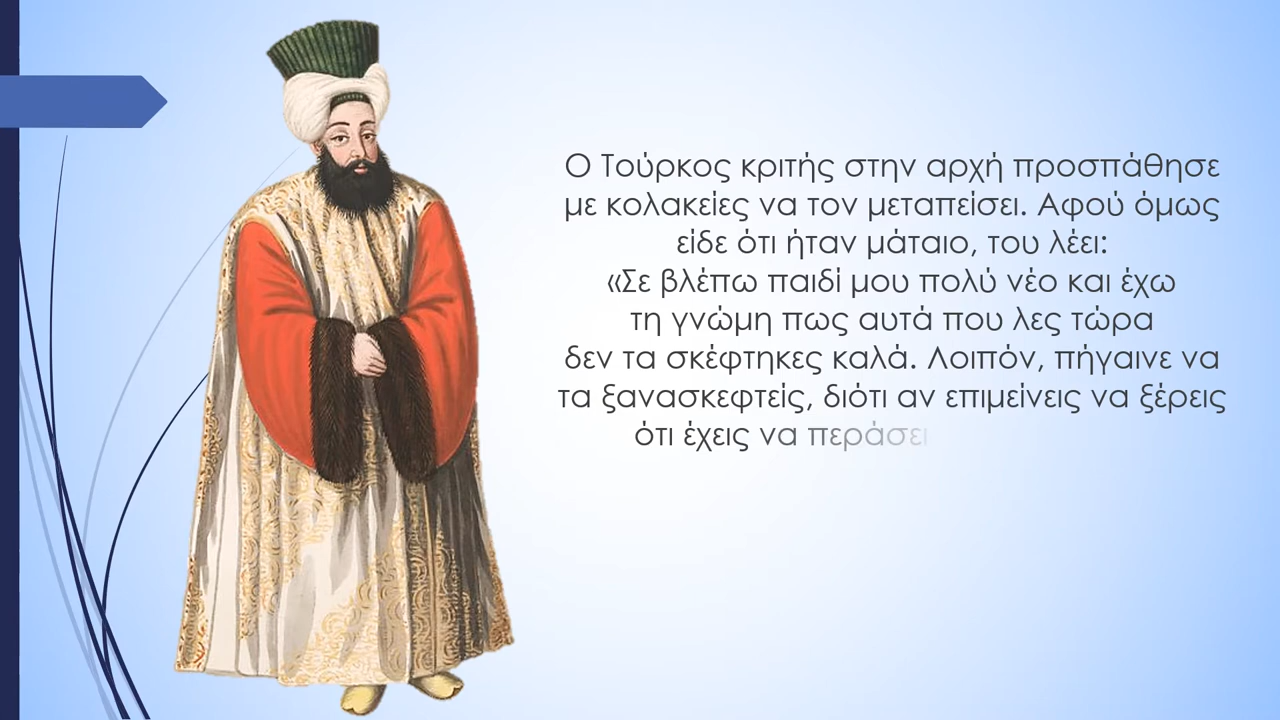 Ο Τούρκος κριτής στην αρχή προσπάθησε
με κολακείες να τον μεταπείσει. Αφού όμως
είδε ότι ήταν μάταιο, του λέει:
«Σε βλέπω παιδί μου πολύ νέο και έχω
τη γνώμη πως αυτά που λες τώρα
δεν τα σκέφτηκες καλά. Λοιπόν, πήγαινε να
τα ξανασκεφτείς, διότι αν επιμείνεις να ξέρεις
ότι έχεις να περάσει